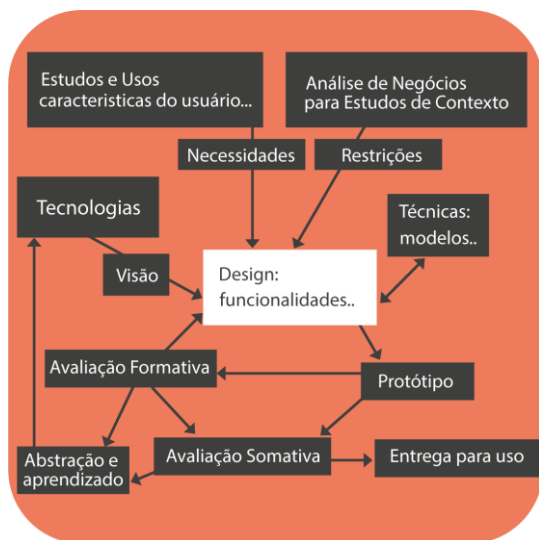 Estudos e Usos
caracteristicas do usuário...
Análise de Negócios
para Estudos de Contexto
Necessidades
Restrições
Tecnologias
Técnicas:
modelos..
Visão
Design:
funcionalidades..
Avaliação Formativa
Protótipo
Abstração e
aprendizado
Avaliação Somativa
Entrega para uso